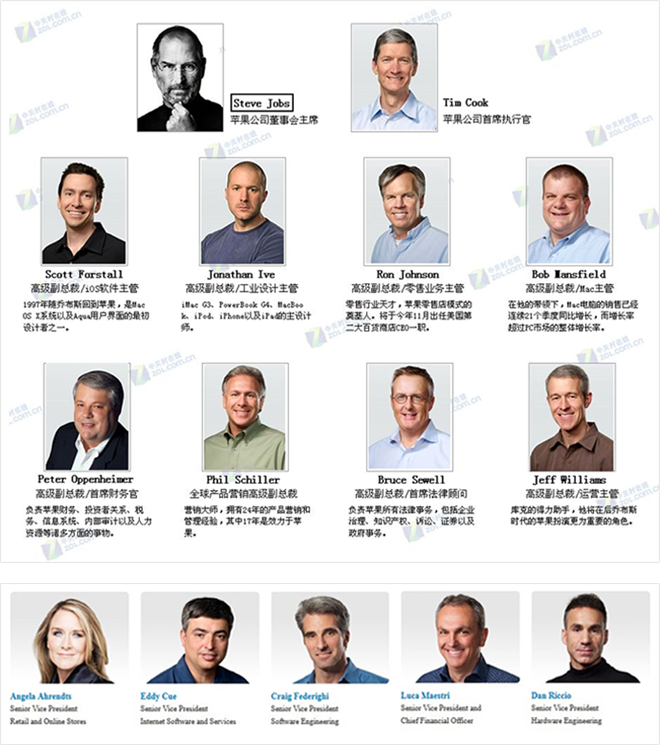 Steve Jobs
苹果公司董事会主席
Tim Cook
苹果公司首席执行官
Scott Forstall
高级副总裁/iOS软件主管
1997年随乔布斯回到苹果，是Mac
OS X系统以及Aqua用户界面的最初
设计者之一。
Jonathan Ive
高级副总裁/工业设计主管
iMac G3、PowerBook G4、MacBoo
k、iPod、iPhone以及iPad的主设计
师。
Ron Johnson
高级副总裁/零售业务主管
零售行业天才，苹果零售店模式的
奠基人。将于今年11月出任美国第
二大百货商店CEO一职。
Bob Mansfield
高级副总裁/Mac主管
在他的带领下，Mac电脑的销售已经
连续21个季度同比增长，而增长率
超过PC市场的整体增长率。
Peter Oppenheimer
高级副总裁/首席财务官
负责苹果财务、投资者关系、税
务、信息系统、内部审计以及人力
资源等诸多方面的事物。
Phil Schiller
全球产品营销高级副总裁
营销大师，拥有24年的产品营销和
管理经验，其中17年是效力于苹
果。
Bruce Sewell
高级副总裁/首席法律顾问
负责苹果所有法律事务，包括企业
治理、知识产权、诉讼、证券以及
政府事务。
Jeff Williams
高级副总裁/运营主管
库克的得力助手，他将在后乔布斯
时代的苹果扮演更为重要的角色。
Angela Ahrendts
Senior Vice President
Retail and Online Stores
Eddy Cue
Senior Vice President
Internet Software and Services
Craig Federighi
Senior Vice President
Software Engineering
Luca Maestri
Senior Vice President and
Chief Financial Officer
Dan Riccio
Senior Vice President
Hardware Engineering
中关村在线
ZOL.com.cn